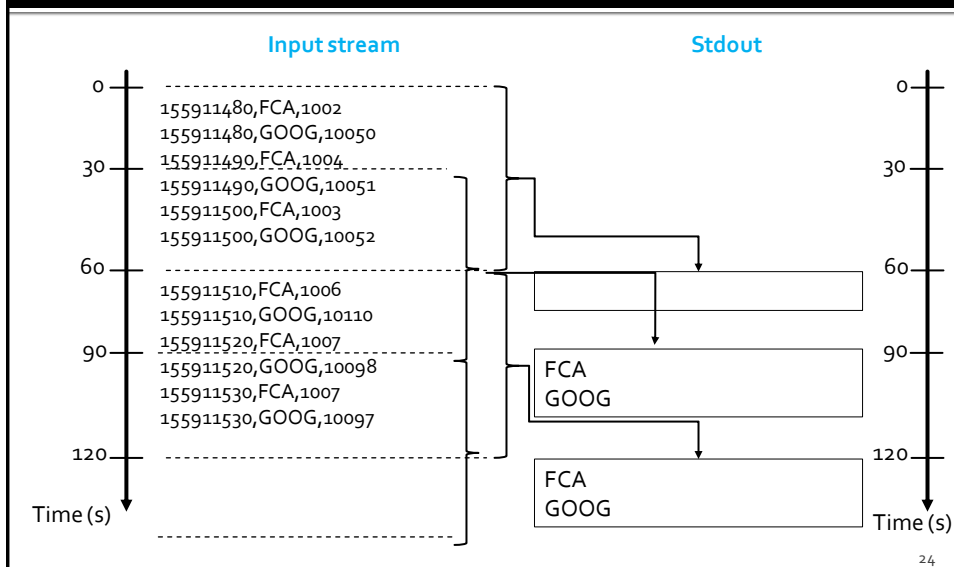 Input stream
Stdout
0
155911480,FCA,1002
155911480,GOOG,10050
155911490,FCA,1004
30
155911490,GOOG,10051
155911500,FCA,1003
155911500,GOOG,10052
60
155911510,FCA,1006
155911510,GOOG,10110
155911520,FCA,1007
90
155911520,GOOG,10098
155911530,FCA,1007
155911530,GOOG,10097
120
Time (s)
FCA
GOOG
FCA
GOOG
0
30
60
90
120
Time (s)
24